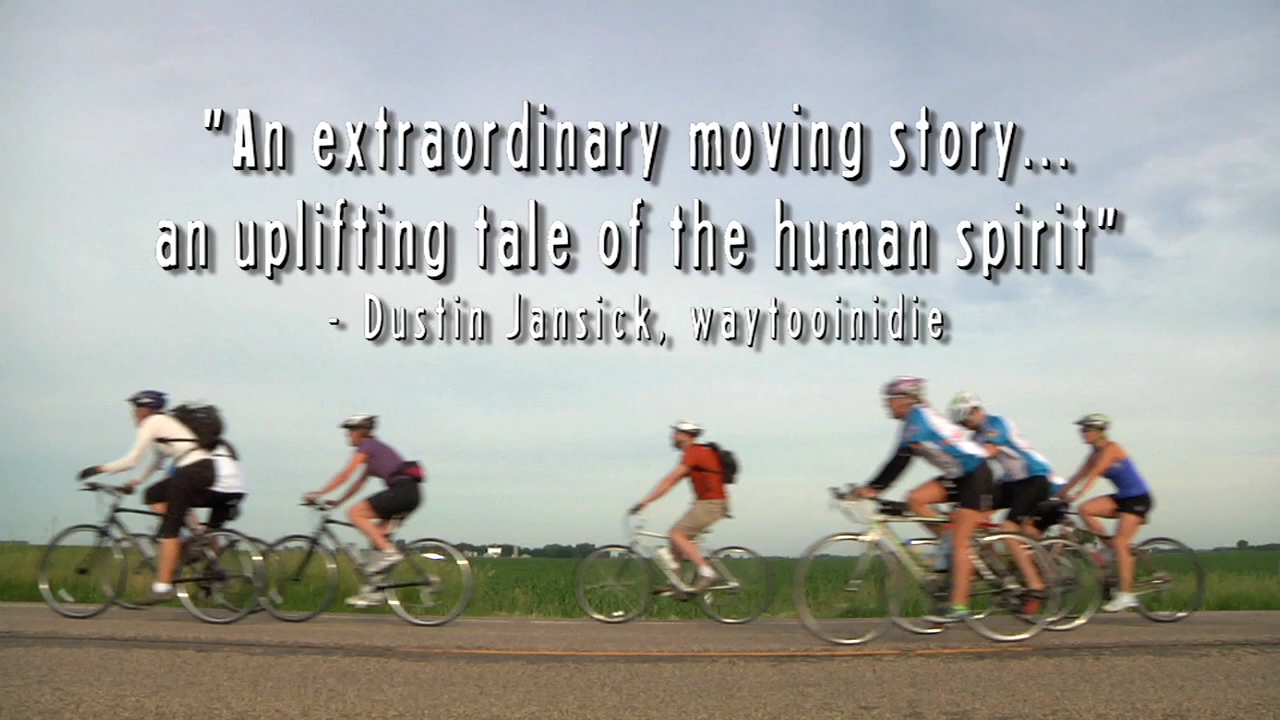 "An extraordinary moving story...
an uplifting tale of the human spirit"
- Dustin Jansick, waytooinidie